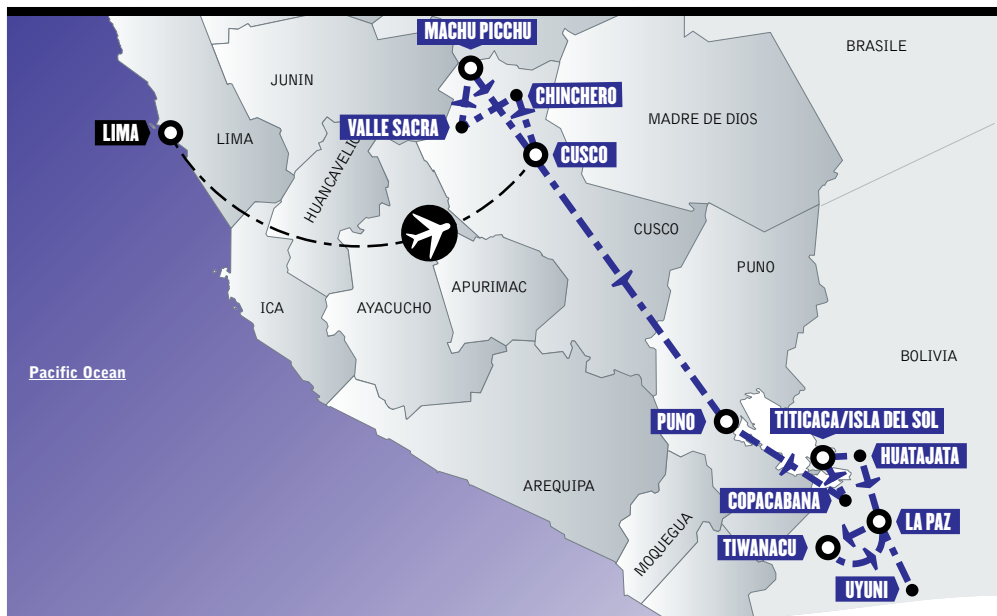 MACHU PICCHU
BRASILE
JUNIN
CHINCHERO
MADRE DE DIOS
VALLE SACRA
LIMA
LIMA
CUSCO
HUANCAVELIC
CUSCO
PUNO
APURIMAC
ICA
AYACUCHO
BOLIVIA
Pacific Ocean
PUNO
TITICACA/ISLA DEL SOL
HUATAJATA
AREQUIPA
COPACABANA
LA PAZ
MOQUEGUA
TIWANACU
UYUNI